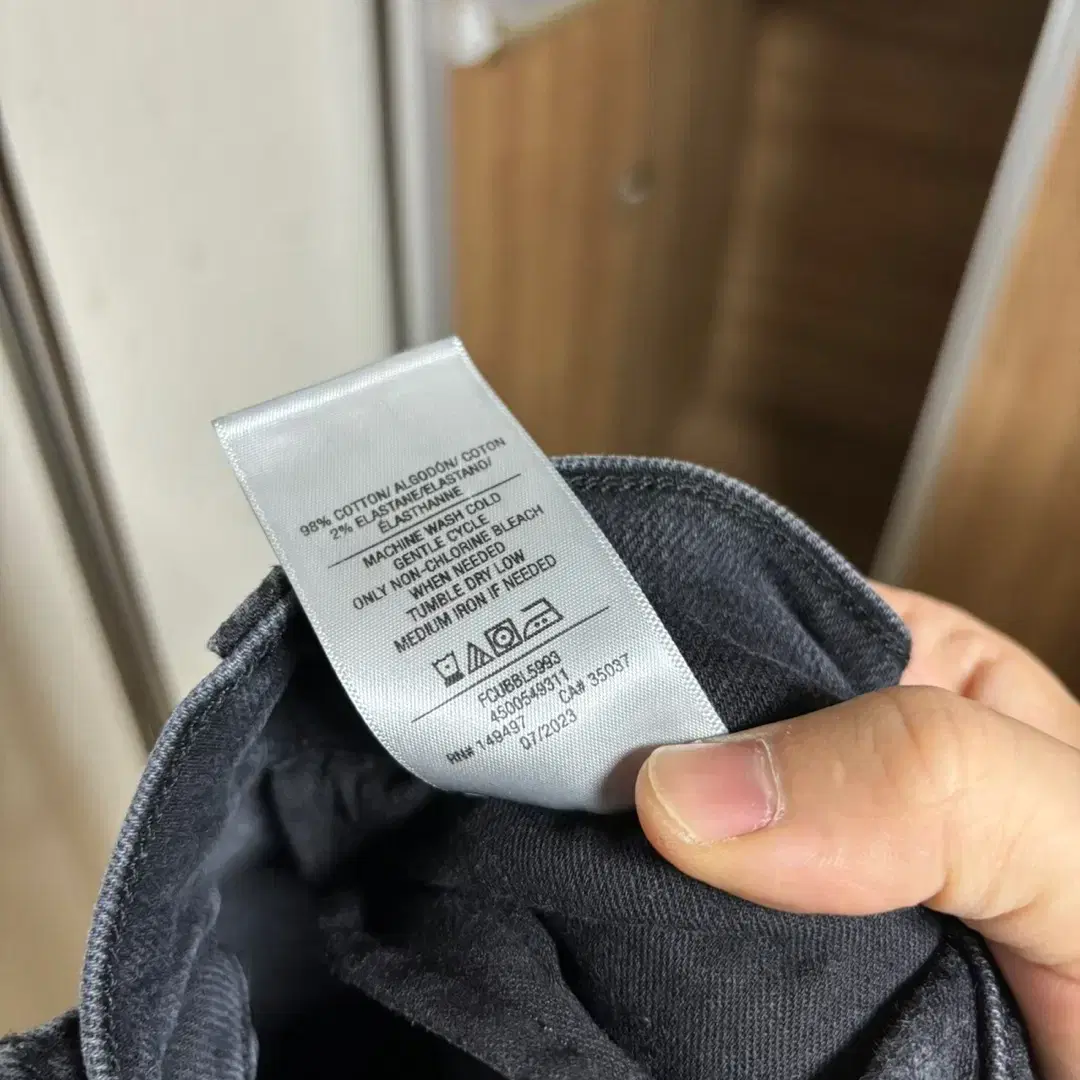 98% COTTON/ ALGODÓN/ COTON
2% ELASTANE/ELASTANO/
ÉLASTHANNE
MACHINE WASH COLD
GENTLE CYCLE
ONLY NON-CHLORINE BLEACH
WHEN NEEDED
TUMBLE DRY LOW
MEDIUM IRON IF NEEDED
FCUBBL5993
4500549311
RN# 149497 CA# 35037
07/2023